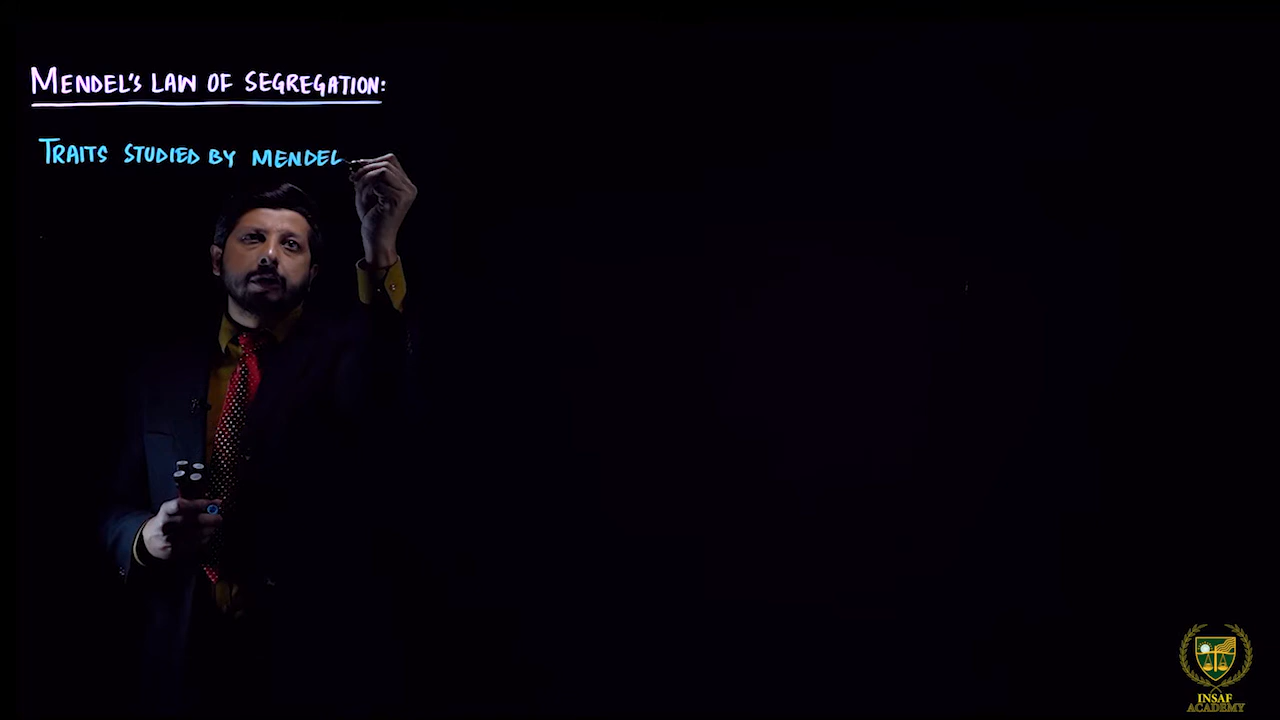 MENDEL'S LAW OF SEGREGATION:
TRAITS STUDIED BY MENDEL
INSAF
ACADEMY